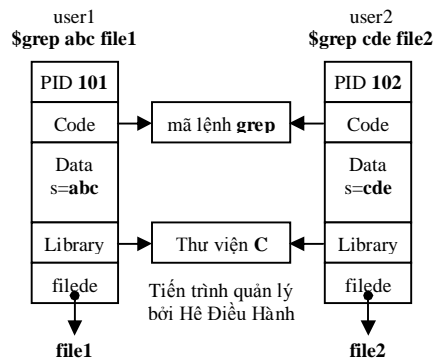 user1
$grep abc file1
user2
$grep cde file2
PID 101
Code
Data
s=abc
Library
filede
file1
mã lệnh grep
Thư viện C
Tiến trình quản lý
bởi Hê Điều Hành
PID 102
Code
Data
s=cde
Library
filede
file2